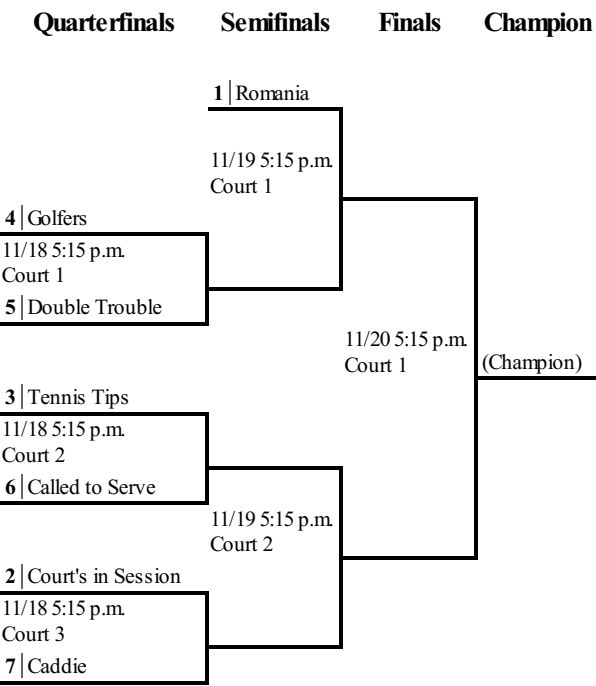 Quarterfinals Semifinals Finals Champion
1 Romania
11/19 5:15 p.m.
Court 1
4 Golfers
11/18 5:15 p.m.
Court 1
5 Double Trouble
11/20 5:15 p.m.
Court 1
(Champion)
3 Tennis Tips
11/18 5:15 p.m.
Court 2
6 Called to Serve
11/19 5:15 p.m.
Court 2
2 Court's in Session
11/18 5:15 p.m.
Court 3
7 Caddie